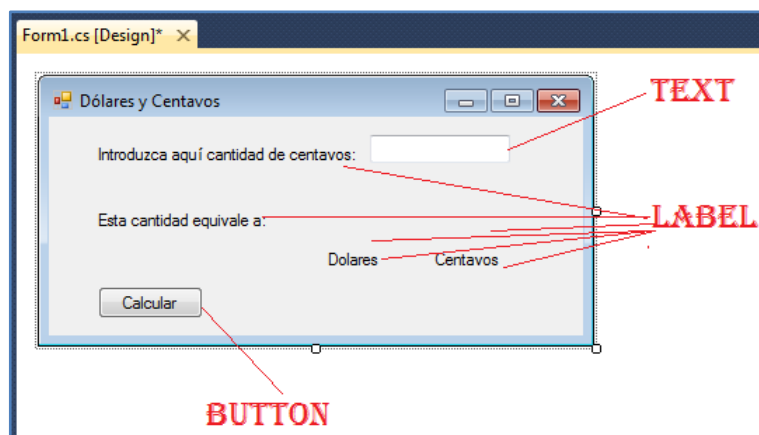 Form1.cs [Design]*
Dólares y Centavos
TEXT
Introduzca aquí cantidad de centavos:
Esta cantidad equivale a:
LABEL
Dolares Centavos
Calcular
BUTTON